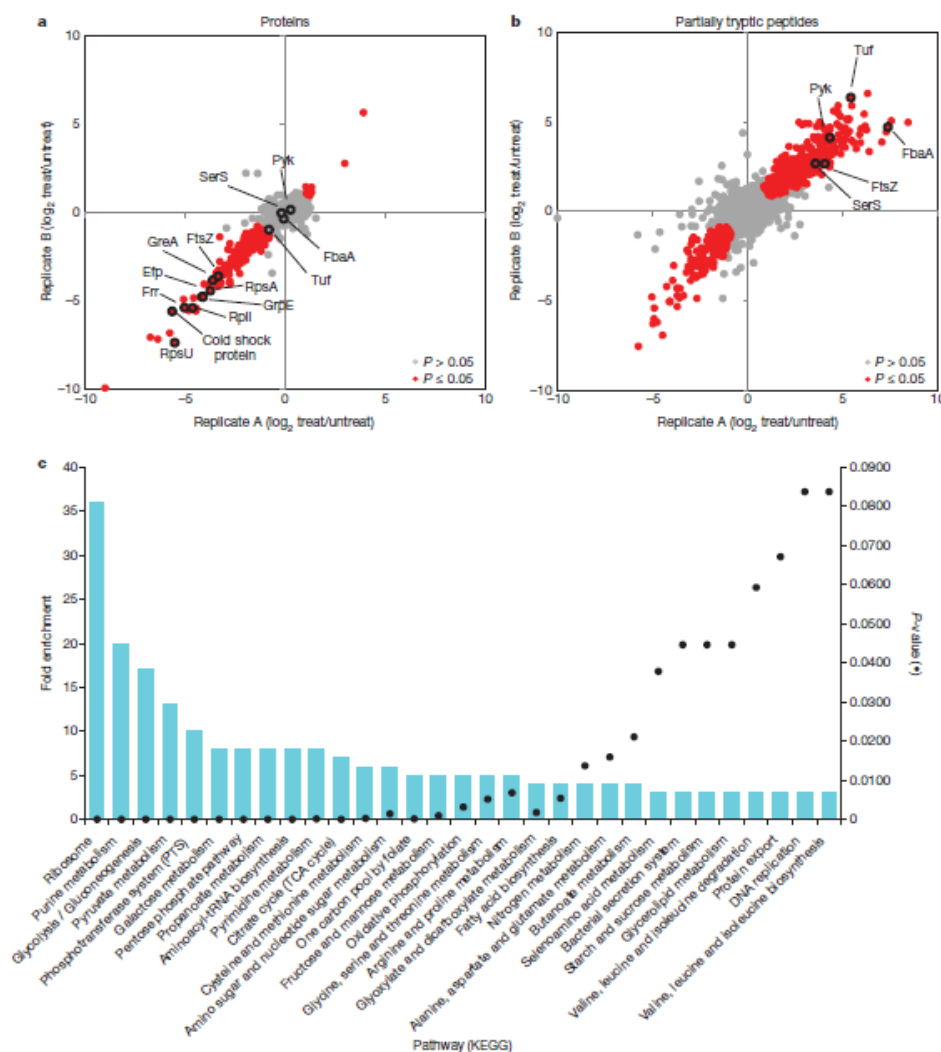 a
Proteins
10
5
0
−5
−10
−10
−5
0
5
10
Replicate B (log2 treat/untreat)
Replicate A (log2 treat/untreat)
Pyk
SerS
FtsZ
GreA
Efp
Frr
RpsU
Cold shock
protein
RplI
GrpE
RpsA
Tuf
FbaA
P > 0.05
P ≤ 0.05
b
Partially tryptic peptides
10
5
0
−5
−10
−10
−5
0
5
10
Replicate B (log2 treat/untreat)
Replicate A (log2 treat/untreat)
Tuf
Pyk
FbaA
FtsZ
SerS
P > 0.05
P ≤ 0.05
c
40
35
30
25
20
15
10
5
0
Fold enrichment
0.0900
0.0800
0.0700
0.0600
0.0500
0.0400
0.0300
0.0200
0.0100
0.0000
P-value (•)
Ribosome
Purine metabolism
Glycolysis / Gluconeogenesis
Pyruvate metabolism
Phosphotransferase system (PTS)
Galactose metabolism
Pentose phosphate pathway
Propanoate metabolism
Aminoacyl-tRNA biosynthesis
Pyrimidine metabolism
Citrate cycle (TCA cycle)
Cysteine and methionine metabolism
Amino sugar and nucleotide sugar metabolism
One carbon pool by folate
Fructose and mannose metabolism
Oxidative phosphorylation
Glycine, serine and threonine metabolism
Arginine and proline metabolism
Glyoxylate and dicarboxylate metabolism
Fatty acid biosynthesis
Nitrogen metabolism
Alanine, aspartate and glutamate metabolism
Butanoate metabolism
Selenoamino acid metabolism
Bacterial secretion system
Starch and sucrose metabolism
Glycerolipid metabolism
Valine, leucine and isoleucine degradation
Protein export
DNA replication
Valine, leucine and isoleucine biosynthesis
Pathway (KEGG)